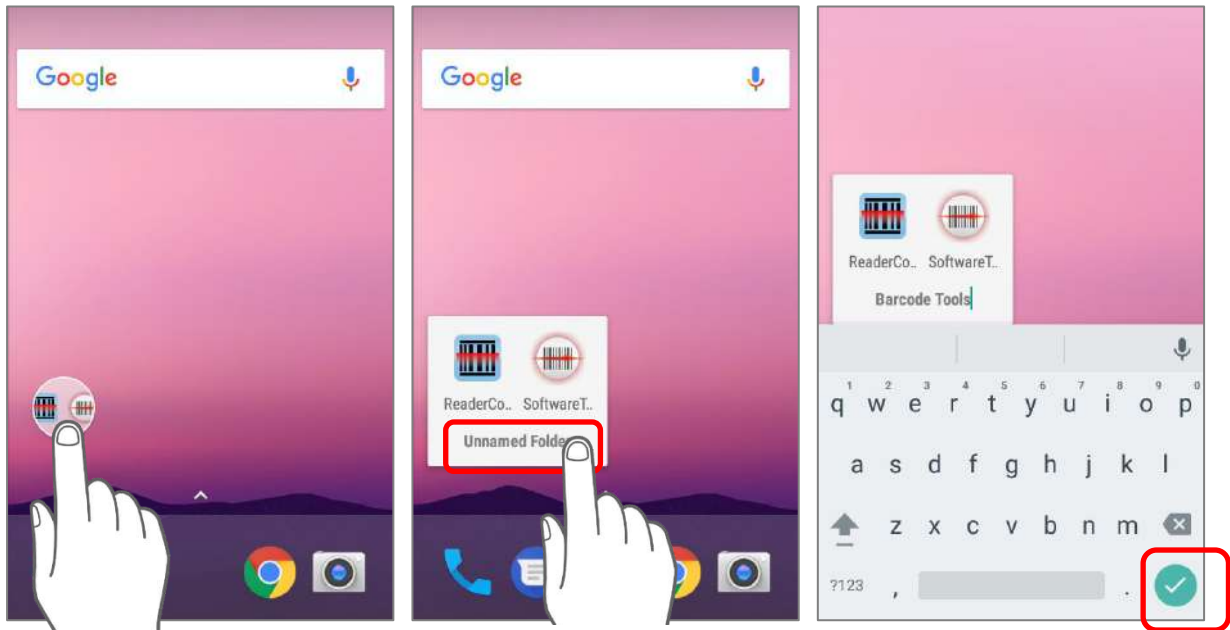 Google
Google
ReaderCo.. SoftwareT..
Unnamed Folder
ReaderCo.. SoftwareT..
Barcode Tools
1 2 3 4 5 6 7 8 9 0
q w e r t y u i o p
a s d f g h j k l
z x c v b n m
?123 , .